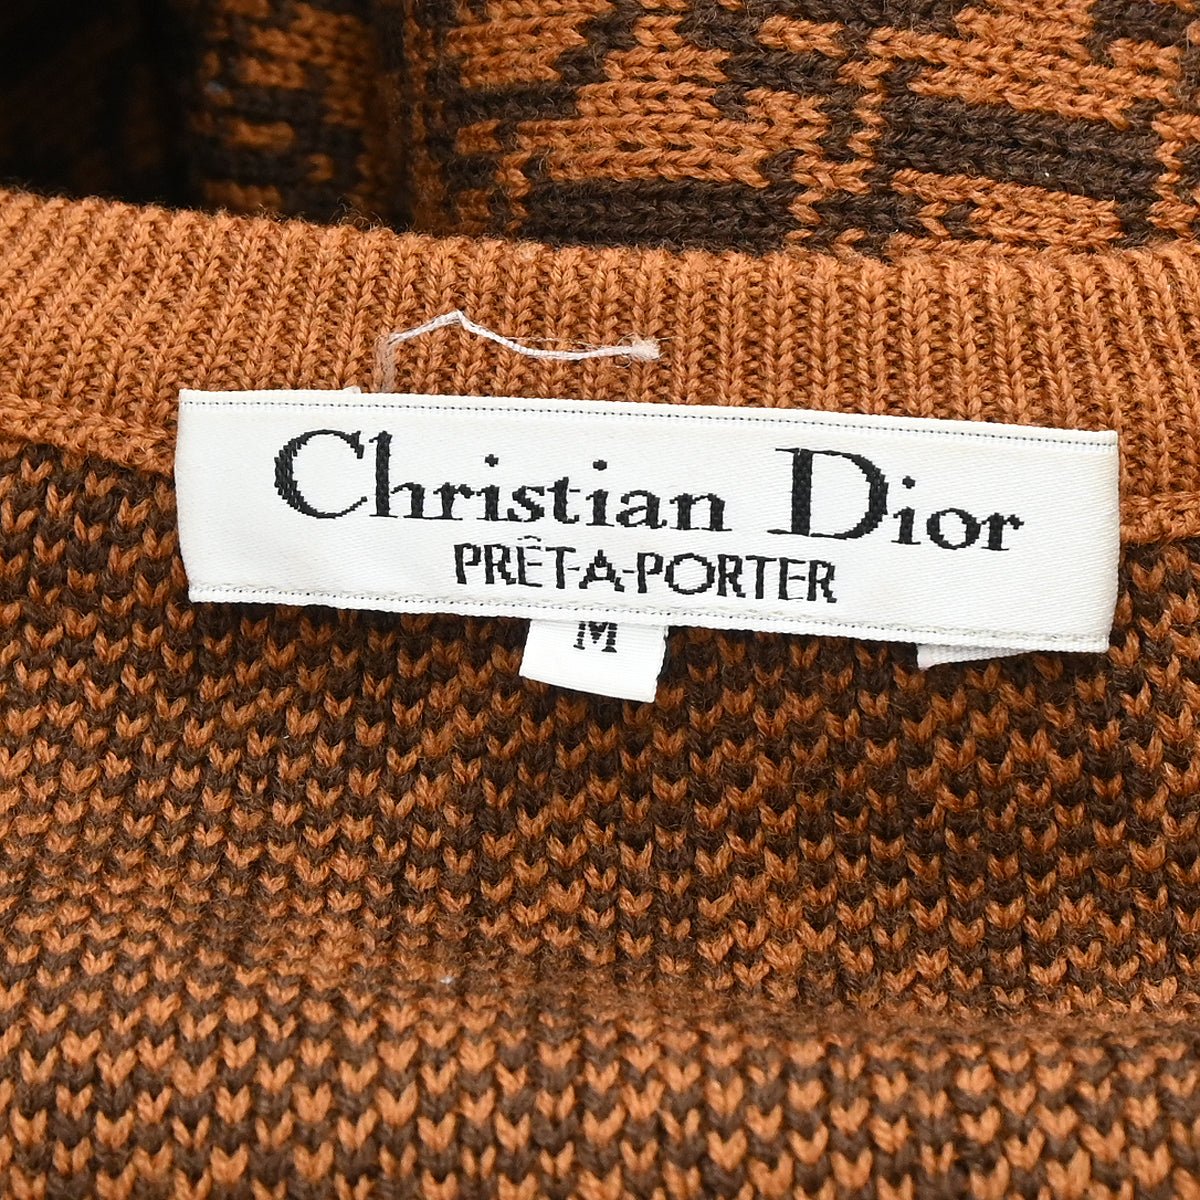 Christian Dior
PRÊT-A-PORTER
M